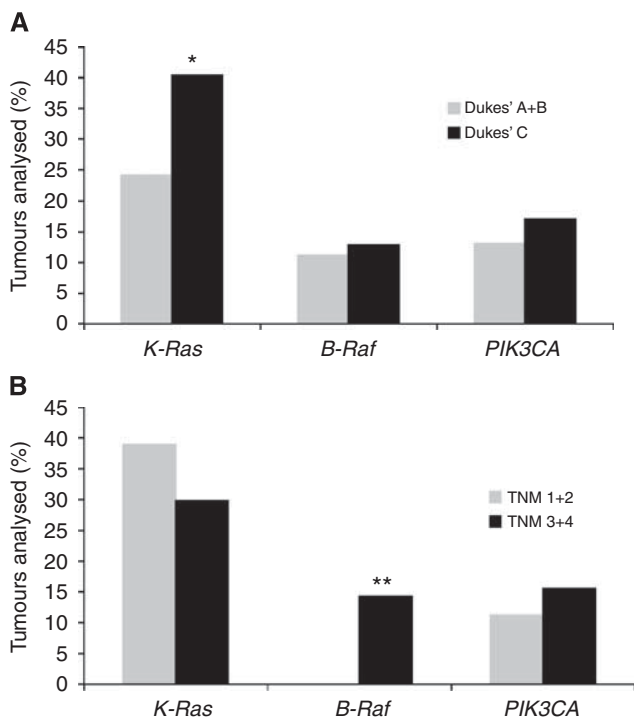 A
Tumours analysed (%)
45
40
35
30
25
20
15
10
5
0
*
Dukes' A+B
Dukes' C
K-Ras
B-Raf
PIK3CA
B
Tumours analysed (%)
45
40
35
30
25
20
15
10
5
0
**
TNM 1+2
TNM 3+4
K-Ras
B-Raf
PIK3CA